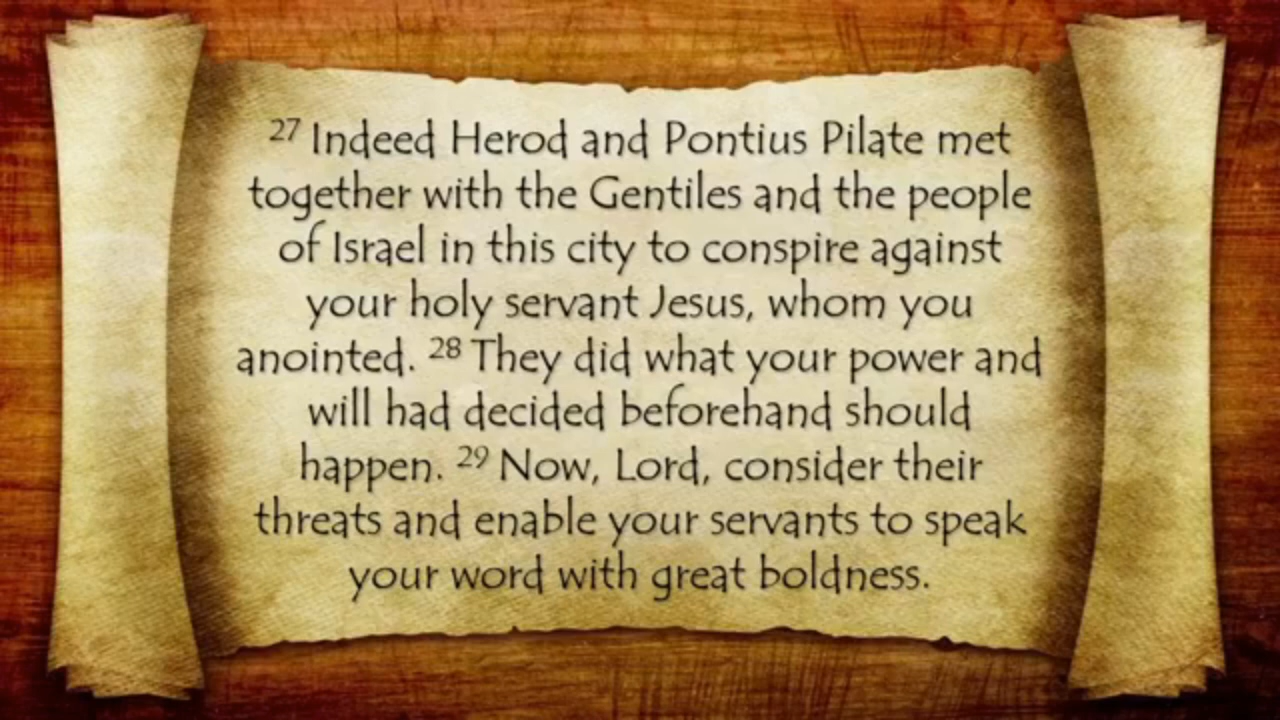 27 Indeed Herod and Pontius Pilate met
together with the Gentiles and the people
of Israel in this city to conspire against
your holy servant Jesus, whom you
anointed. 28 They did what your power and
will had decided beforehand should
happen. 29 Now, Lord, consider their
threats and enable your servants to speak
your word with great boldness.